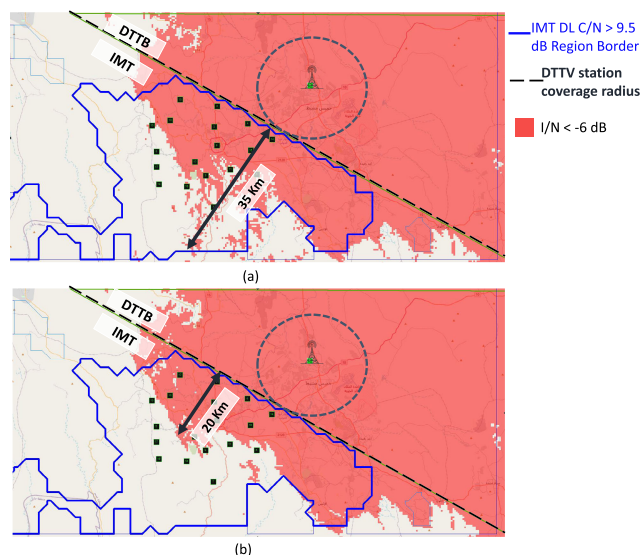 DTTB
IMT
35 Km
(a)
DTTB
IMT
20 Km
(b)
IMT DL C/N > 9.5
dB Region Border
DTTV station
coverage radius
I/N < -6 dB